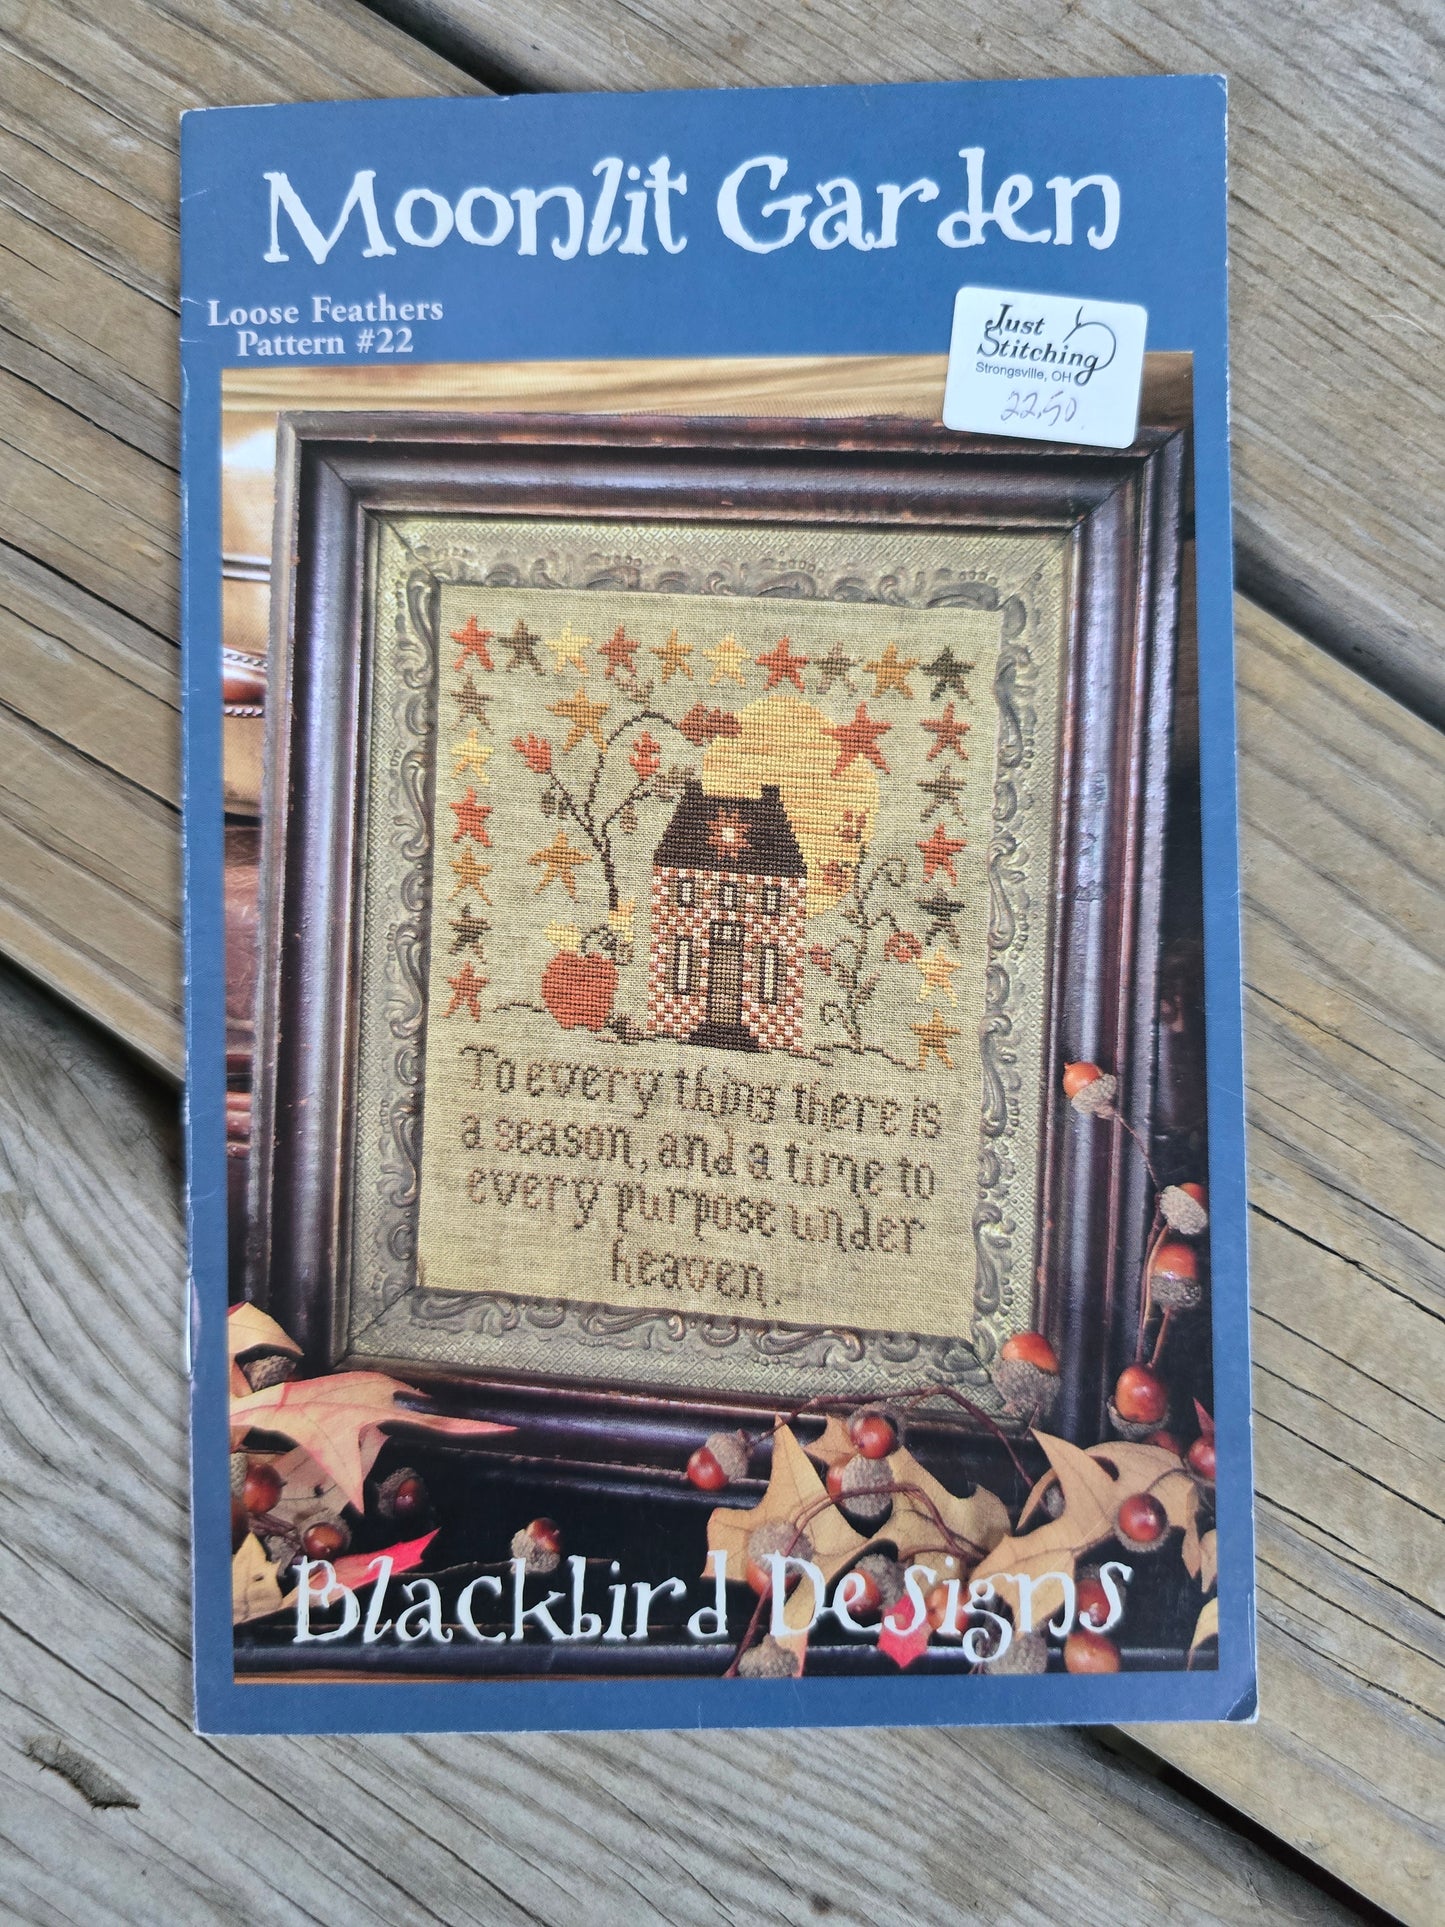 Moonlit Garden
Loose Feathers
Pattern #22
Just
Stitching
Strongsville, OH
22.50
To every thing there is
a season, and a time to
every purpose under
heaven.
Blackbird Designs